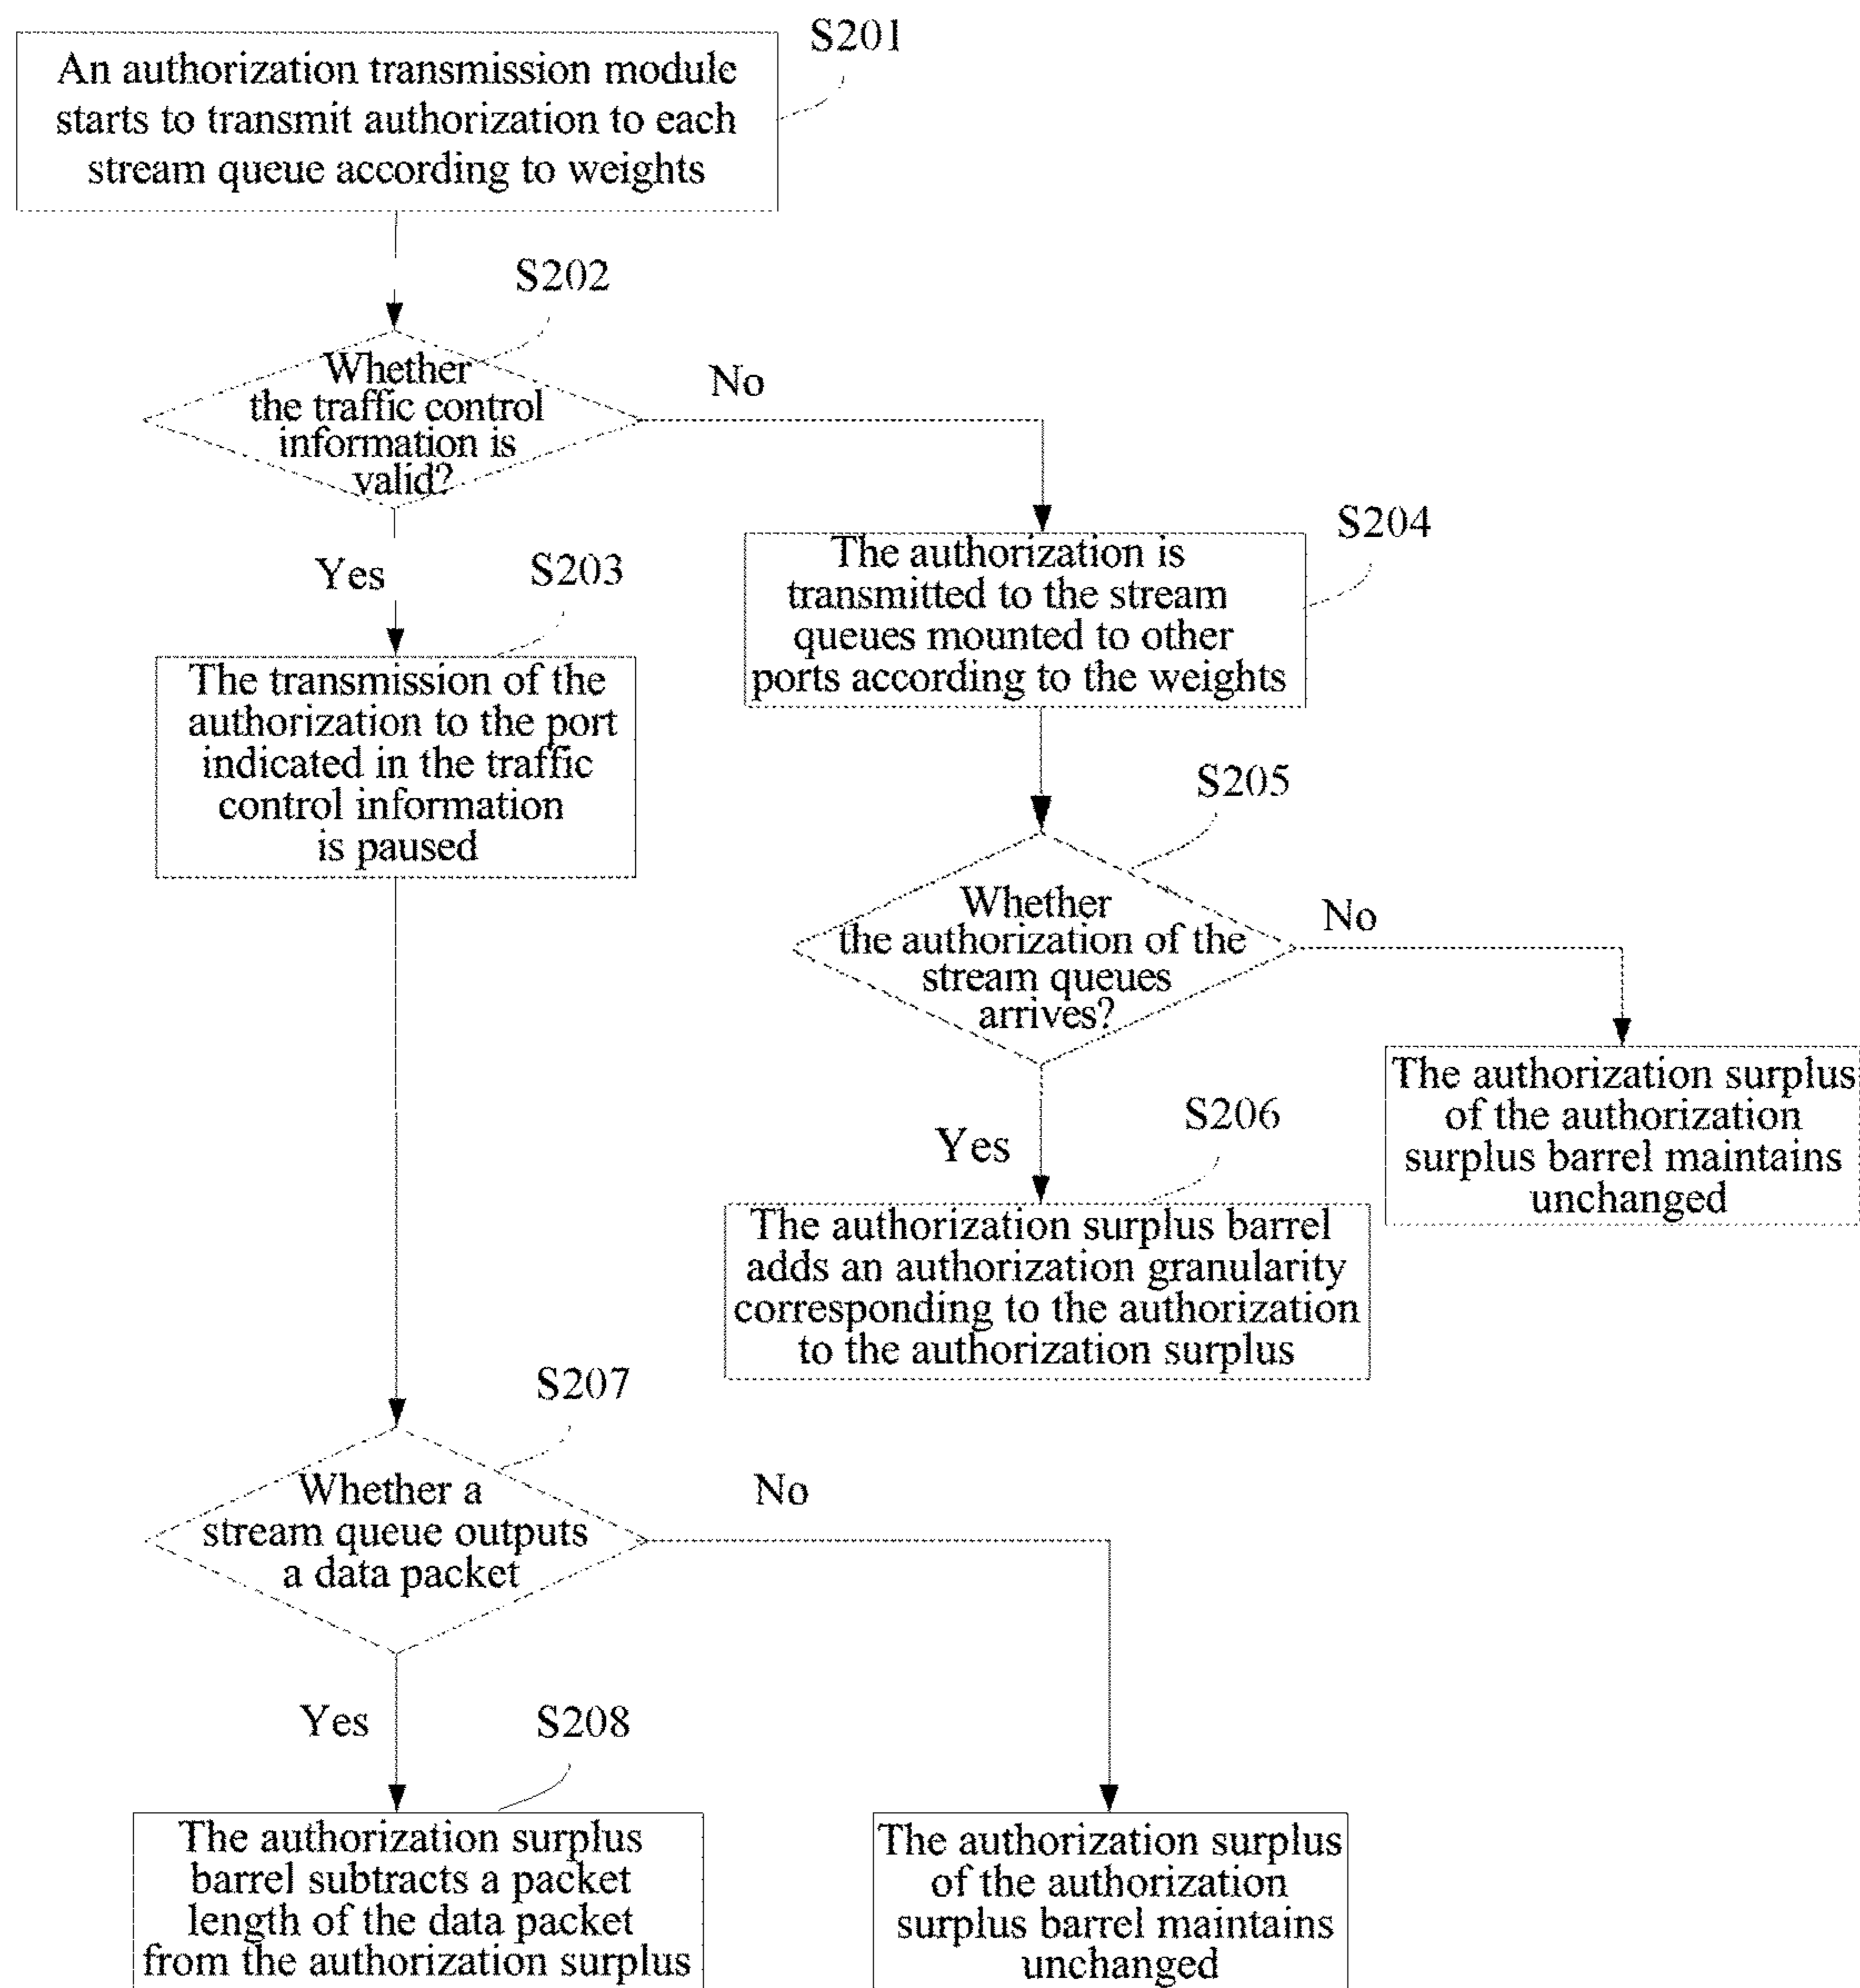 S201
An authorization transmission module
starts to transmit authorization to each
stream queue according to weights
S202
Whether
the traffic control
information is
valid?
No
Yes
S203
The transmission of the
authorization to the port
indicated in the traffic
control information
is paused
S204
The authorization is
transmitted to the stream
queues mounted to other
ports according to the weights
S205
Whether
the authorization of the
stream queues
arrives?
No
The authorization surplus
of the authorization
surplus barrel maintains
unchanged
Yes
S206
The authorization surplus barrel
adds an authorization granularity
corresponding to the authorization
to the authorization surplus
S207
Whether a
stream queue outputs
a data packet
No
Yes
S208
The authorization surplus
barrel subtracts a packet
length of the data packet
from the authorization surplus
The authorization surplus
of the authorization
surplus barrel maintains
unchanged